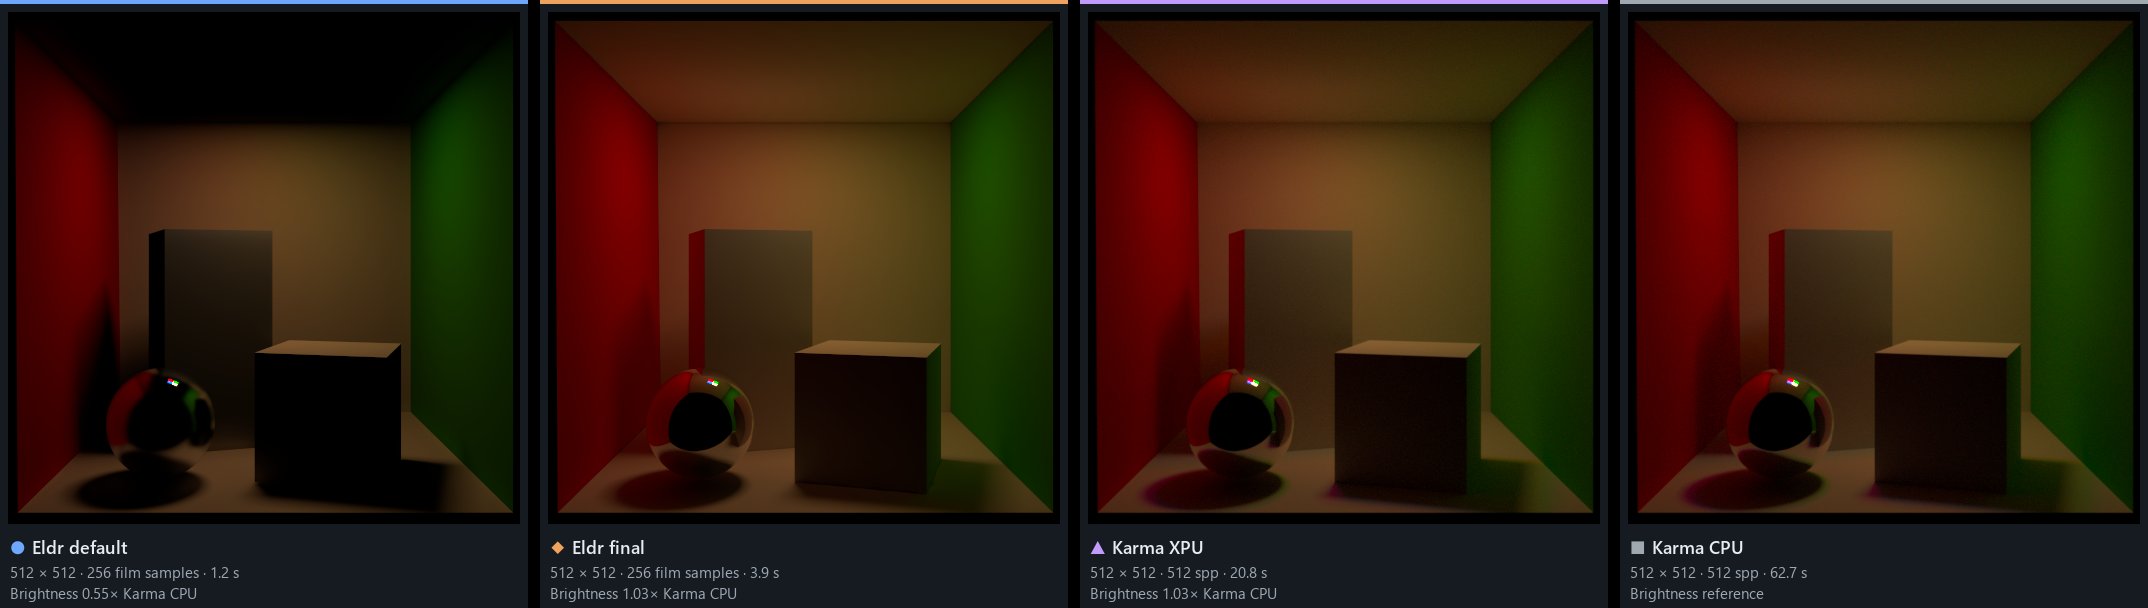 Eldr default
512 × 512 · 256 film samples · 1.2 s
Brightness 0.55× Karma CPU
Eldr final
512 × 512 · 256 film samples · 3.9 s
Brightness 1.03× Karma CPU
Karma XPU
512 × 512 · 512 spp · 20.8 s
Brightness 1.03× Karma CPU
Karma CPU
512 × 512 · 512 spp · 62.7 s
Brightness reference